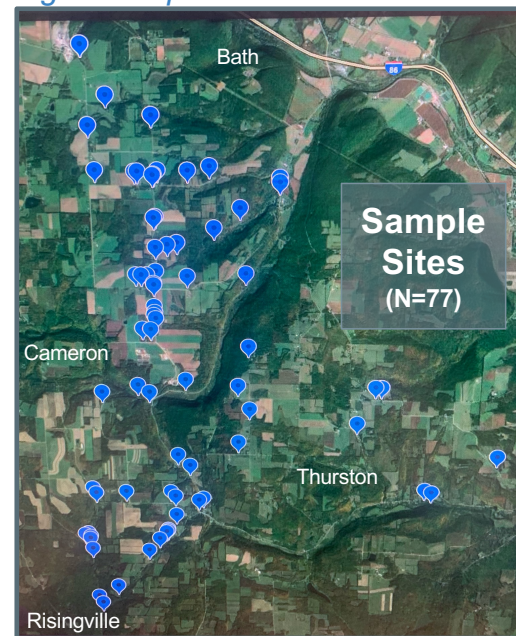 Bath
86
Sample
Sites
(N=77)
Cameron
Thurston
Risingville